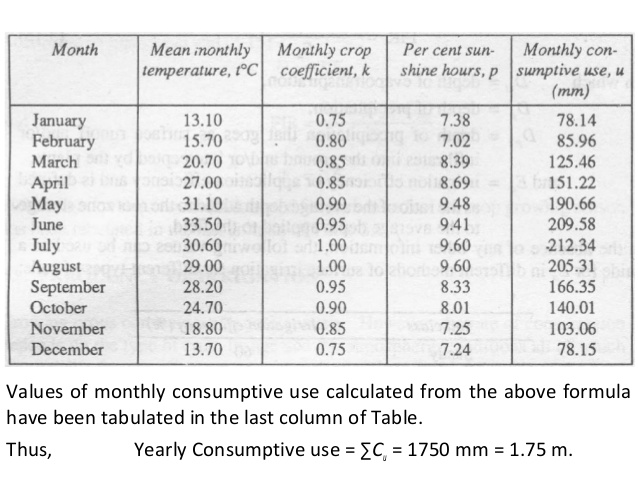 Month Mean monthly Monthly crop Per cent sun- Monthly con-
temperature, t°C coefficient, k shine hours, p sumptive use, u
(mm)
January 13.10 0.75 7.38 78.14
February 15.70 0.80 7.02 85.96
March 20.70 0.85 8.39 125.46
April 27.00 0.85 8.69 151.22
May 31.10 0.90 9.48 190.66
June 33.50 0.95 9.41 209.58
July 30.60 1.00 9.60 212.34
August 29.00 1.00 9.60 205.31
September 28.20 0.95 8.33 166.35
October 24.70 0.90 8.01 140.01
November 18.80 0.85 7.25 103.06
December 13.70 0.75 7.24 78.15
Values of monthly consumptive use calculated from the above formula
have been tabulated in the last column of Table.
Thus, Yearly Consumptive use = ∑Cᵤ = 1750 mm = 1.75 m.